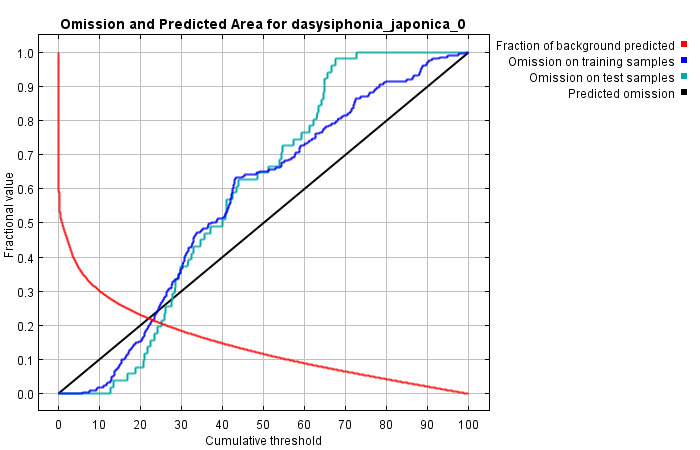 Omission and Predicted Area for dasysiphonia_japonica_0
Fraction of background predicted
Omission on training samples
Omission on test samples
Predicted omission
Fractional value
1.0
0.9
0.8
0.7
0.6
0.5
0.4
0.3
0.2
0.1
0.0
0 10 20 30 40 50 60 70 80 90 100
Cumulative threshold